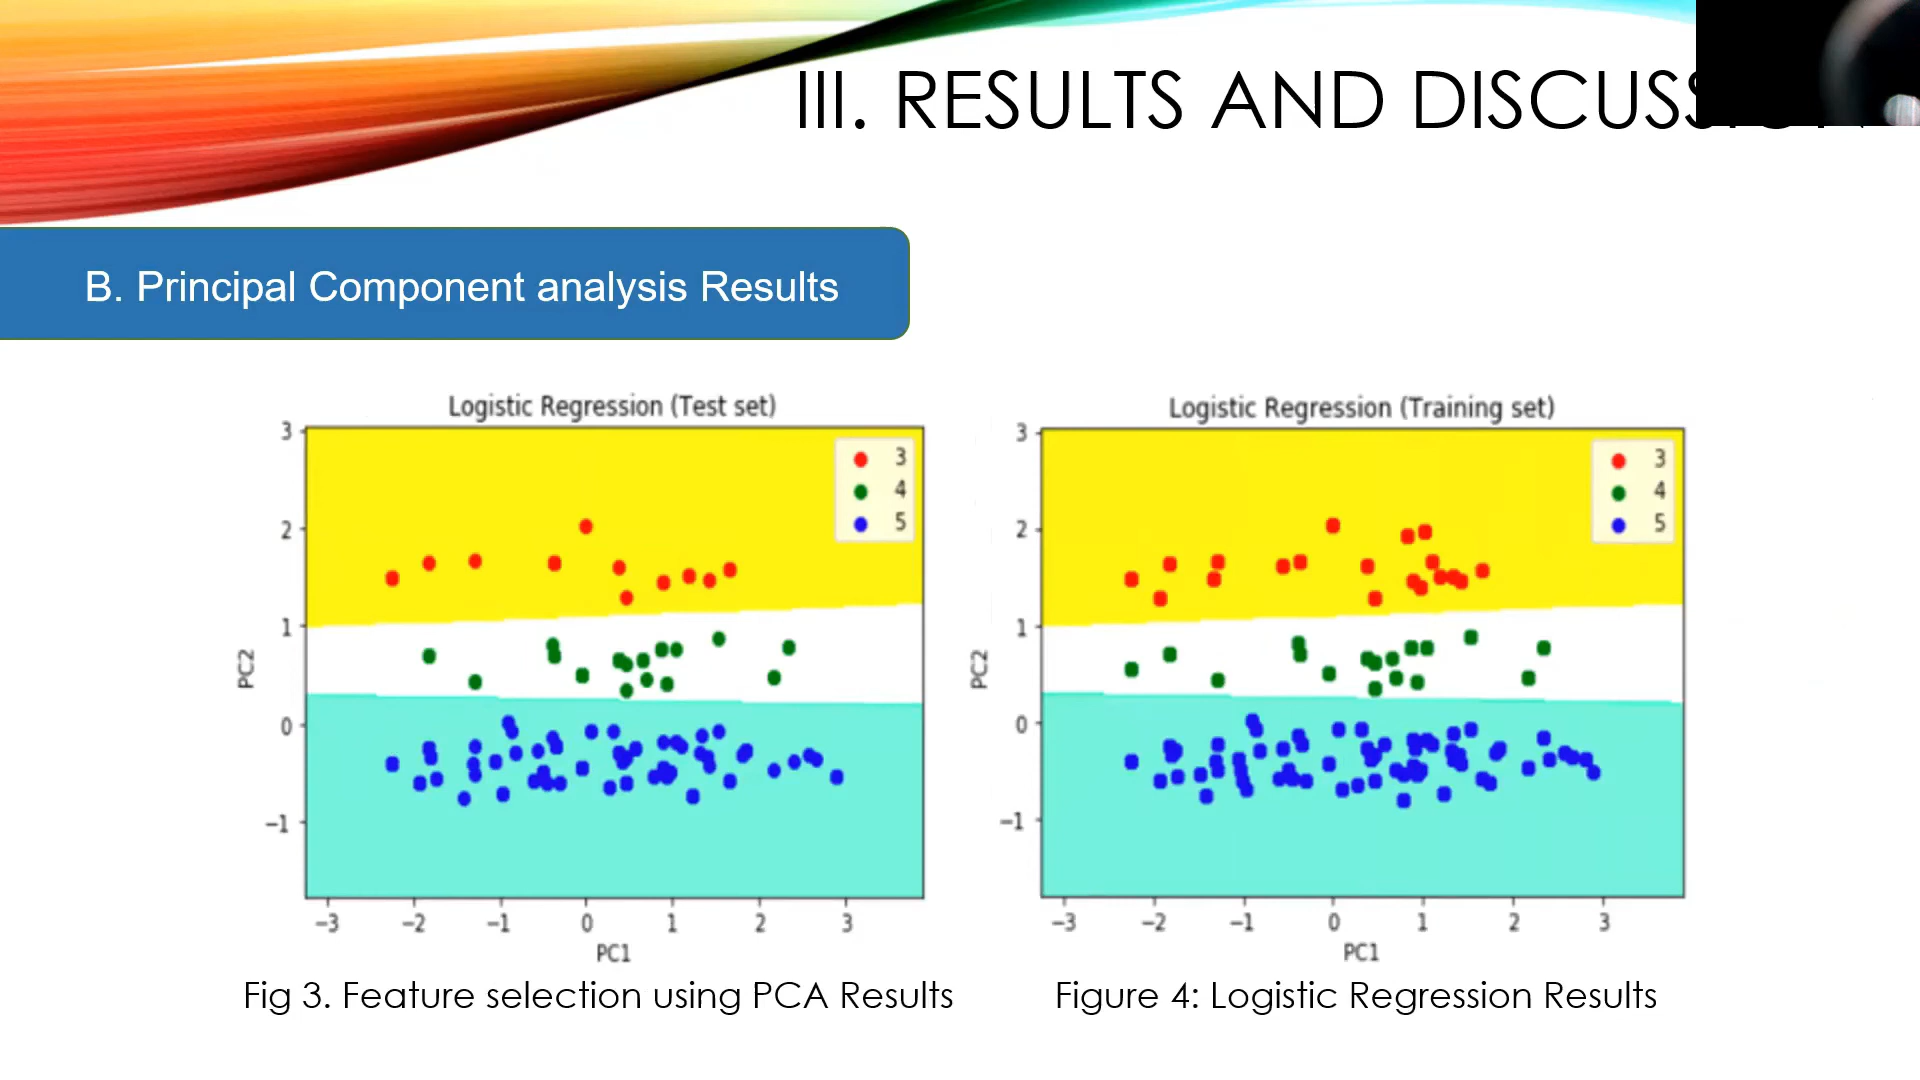 III. RESULTS AND DISCUSSION
B. Principal Component analysis Results
Logistic Regression (Test set)
3
4
5
3
2
1
0
−1
PC2
−3 −2 −1 0 1 2 3
PC1
Fig 3. Feature selection using PCA Results
Logistic Regression (Training set)
3
4
5
3
2
1
0
−1
PC2
−3 −2 −1 0 1 2 3
PC1
Figure 4: Logistic Regression Results